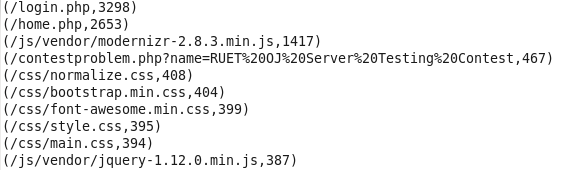 (/login.php,3298)
(/home.php,2653)
(/js/vendor/modernizr-2.8.3.min.js,1417)
(/contestproblem.php?name=RUET%20OJ%20Server%20Testing%20Contest,467)
(/css/normalize.css,408)
(/css/bootstrap.min.css,404)
(/css/font-awesome.min.css,399)
(/css/style.css,395)
(/css/main.css,394)
(/js/vendor/jquery-1.12.0.min.js,387)